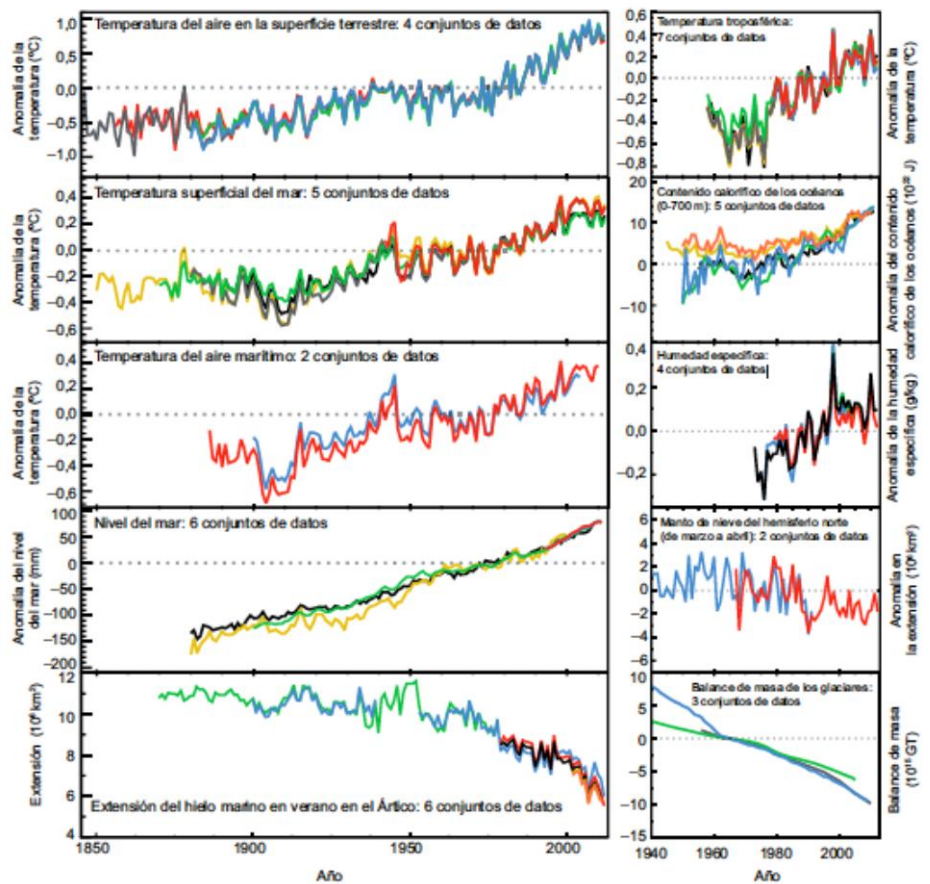 Temperatura del aire en la superficie terrestre: 4 conjuntos de datos
Anomalía de la
temperatura (ºC)
1,0
0,5
0,0
–0,5
–1,0
Temperatura troposférica:
7 conjuntos de datos
0,6
0,4
0,2
0,0
–0,2
–0,4
–0,6
–0,8
Anomalía de la
temperatura (ºC)
Temperatura superficial del mar: 5 conjuntos de datos
Anomalía de la
temperatura (ºC)
0,4
0,2
0,0
–0,2
–0,4
–0,6
Contenido calorífico de los océanos
(0-700 m): 5 conjuntos de datos
20
10
0
–10
Anomalía del contenido
calorífico de los océanos (10²² J)
Temperatura del aire marítimo: 2 conjuntos de datos
Anomalía de la
temperatura (ºC)
0,4
0,2
0,0
–0,2
–0,4
–0,6
Humedad específica:
4 conjuntos de datos
0,4
0,2
0,0
–0,2
Anomalía de la humedad
específica (g/kg)
Nivel del mar: 6 conjuntos de datos
Anomalía del nivel
del mar (mm)
100
50
0
–50
–100
–150
–200
Manto de nieve del hemisferio norte
(de marzo a abril): 2 conjuntos de datos
6
4
2
0
–2
–4
–6
Anomalía en
la extensión (10⁶ km²)
Extensión del hielo marino en verano en el Ártico: 6 conjuntos de datos
Extensión (10⁶ km²)
12
10
8
6
4
1850
1900
1950
2000
Año
Balance de masa de los glaciares:
3 conjuntos de datos
10
5
0
–5
–10
–15
Balance de masa
(10¹⁵ GT)
1940
1960
1980
2000
Año